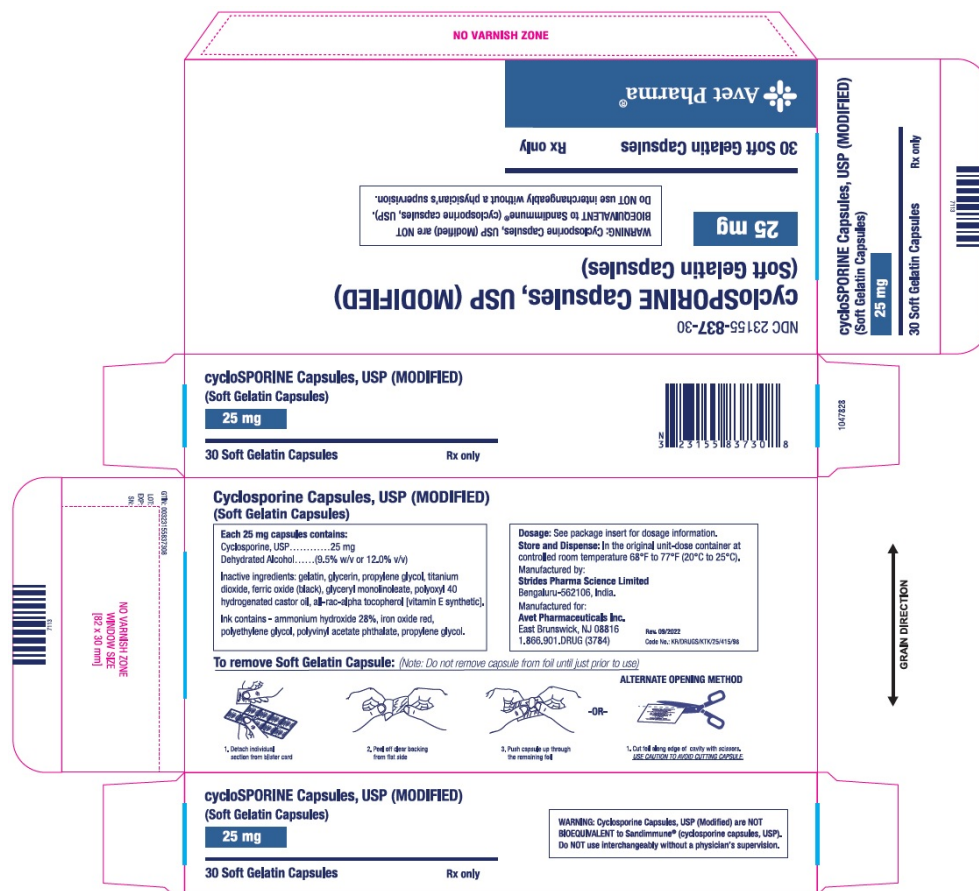 NO VARNISH ZONE
Avet Pharma®
30 Soft Gelatin Capsules Rx only
WARNING: Cyclosporine Capsules, USP (Modified) are NOT
BIOEQUIVALENT to Sandimmune® (cyclosporine capsules, USP).
Do NOT use interchangeably without a physician's supervision.
25 mg
(Soft Gelatin Capsules)
cycloSPORINE Capsules, USP (MODIFIED)
NDC 23155-837-30
cycloSPORINE Capsules, USP (MODIFIED)
(Soft Gelatin Capsules)
25 mg
30 Soft Gelatin Capsules Rx only
7113
cycloSPORINE Capsules, USP (MODIFIED)
(Soft Gelatin Capsules)
25 mg
30 Soft Gelatin Capsules Rx only
N
3 23155 83730 8
1047828
GTIN: 00323155837308
LOT:
EXP:
SN:
NO VARNISH ZONE
WINDOW SIZE
[82 x 30 mm]
7113
Cyclosporine Capsules, USP (MODIFIED)
(Soft Gelatin Capsules)
Each 25 mg capsules contains:
Cyclosporine, USP............25 mg
Dehydrated Alcohol......(9.5% w/v or 12.0% v/v)
Inactive ingredients: gelatin, glycerin, propylene glycol, titanium
dioxide, ferric oxide (black), glyceryl monolinoleate, polyoxyl 40
hydrogenated castor oil, all-rac-alpha tocopherol [vitamin E synthetic].
Ink contains - ammonium hydroxide 28%, iron oxide red,
polyethylene glycol, polyvinyl acetate phthalate, propylene glycol.
Dosage: See package insert for dosage information.
Store and Dispense: In the original unit-dose container at
controlled room temperature 68°F to 77°F (20°C to 25°C).
Manufactured by:
Strides Pharma Science Limited
Bengaluru-562106, India.
Manufactured for:
Avet Pharmaceuticals Inc.
East Brunswick, NJ 08816 Rev. 09/2022
1.866.901.DRUG (3784) Code No.: KR/DRUGS/KTK/25/415/98
To remove Soft Gelatin Capsule: (Note: Do not remove capsule from foil until just prior to use)
ALTERNATE OPENING METHOD
-OR-
1. Detach individual
section from blister card
2. Peel off clear backing
from flat side
3. Push capsule up through
the remaining foil
1. Cut foil along edge of cavity with scissors.
USE CAUTION TO AVOID CUTTING CAPSULE.
GRAIN DIRECTION
cycloSPORINE Capsules, USP (MODIFIED)
(Soft Gelatin Capsules)
25 mg
30 Soft Gelatin Capsules Rx only
WARNING: Cyclosporine Capsules, USP (Modified) are NOT
BIOEQUIVALENT to Sandimmune® (cyclosporine capsules, USP).
Do NOT use interchangeably without a physician's supervision.